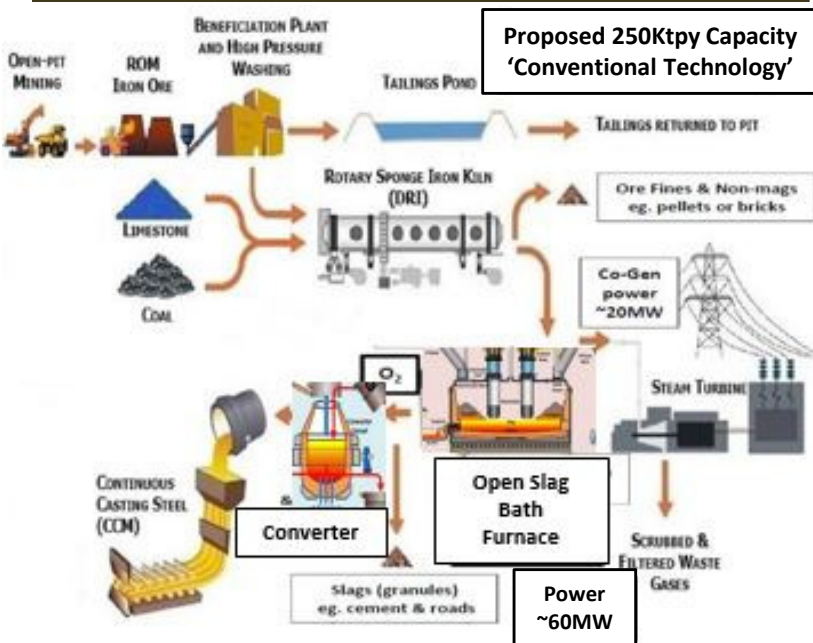 Proposed 250Ktpy Capacity
‘Conventional Technology’
BENEFICIATION PLANT
AND HIGH PRESSURE
WASHING
OPEN-PIT
MINING
ROM
IRON ORE
TAILINGS POND
TAILINGS RETURNED TO PIT
ROTARY SPONGE IRON KILN
(DRI)
Ore Fines & Non-mags
eg. pellets or bricks
LIMESTONE
COAL
Co-Gen
power
~20MW
O2
STEAM TURBINE
CONTINUOUS
CASTING STEEL
(CCM)
&
Converter
Open Slag
Bath
Furnace
SCRUBBED &
FILTERED WASTE
GASES
Slags (granules)
eg. cement & roads
Power
~60MW